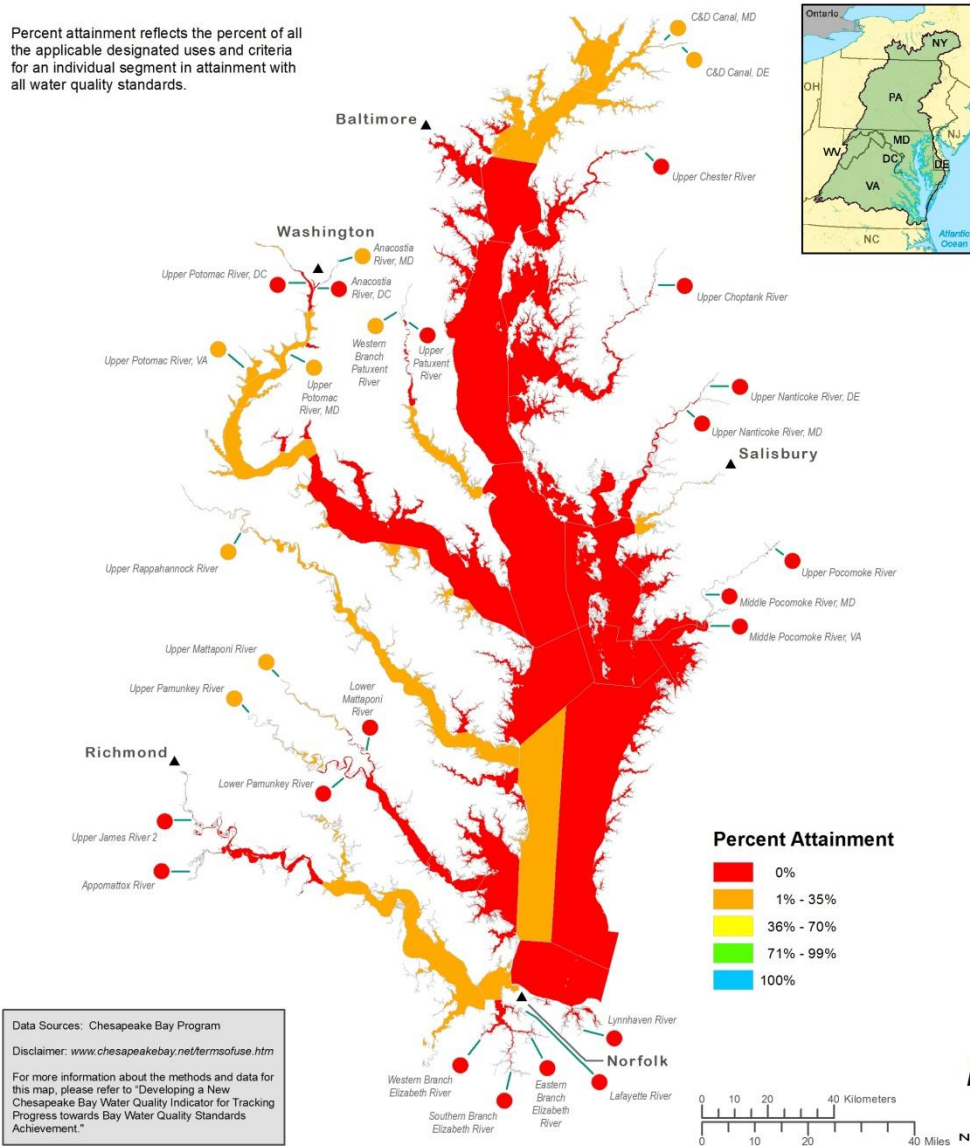 Percent attainment reflects the percent of all
the applicable designated uses and criteria
for an individual segment in attainment with
all water quality standards.
C&D Canal, MD
C&D Canal, DE
Ontario
NY
OH
PA
NJ
MD
WV
DC
DE
VA
NC
Atlantic
Ocean
Baltimore
Upper Chester River
Washington
Anacostia
River, MD
Upper Potomac River, DC
Anacostia
River, DC
Upper Choptank River
Western
Branch
Patuxent
River
Upper
Patuxent
River
Upper Potomac River, VA
Upper
Potomac
River, MD
Upper Nanticoke River, DE
Upper Nanticoke River, MD
Salisbury
Upper Rappahannock River
Upper Pocomoke River
Middle Pocomoke River, MD
Middle Pocomoke River, VA
Upper Mattaponi River
Upper Pamunkey River
Lower
Mattaponi
River
Richmond
Lower Pamunkey River
Upper James River 2
Appomattox River
Percent Attainment
0%
1% - 35%
36% - 70%
71% - 99%
100%
Data Sources: Chesapeake Bay Program
Disclaimer: www.chesapeakebay.net/termsofuse.htm
For more information about the methods and data for
this map, please refer to "Developing a New
Chesapeake Bay Water Quality Indicator for Tracking
Progress towards Bay Water Quality Standards
Achievement."
Lynnhaven River
Norfolk
Western Branch
Elizabeth River
Southern Branch
Elizabeth River
Eastern
Branch
Elizabeth
River
Lafayette River
0 10 20 40 Kilometers
0 10 20 40 Miles
N